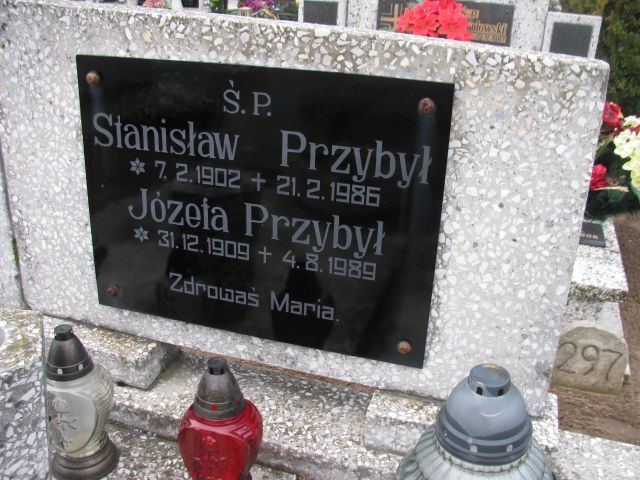 Ś.P.
Stanisław Przybył
* 7.2.1902 + 21.2.1986
Józefa Przybył
* 31.12.1909 + 4.8.1989
Zdrowaś Maria.
297